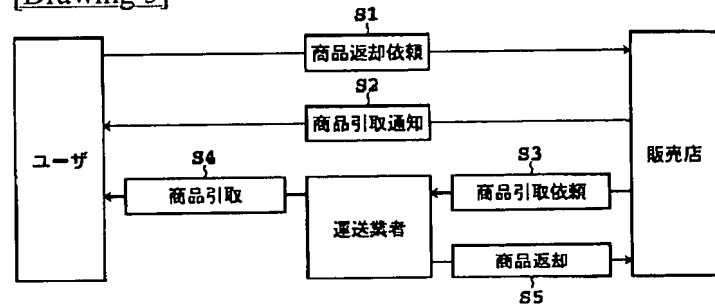 [Drawing 5]
S1
商品返却依頼
S2
商品引取通知
ユーザ
販売店
S4
商品引取
S3
商品引取依頼
運送業者
商品返却
S5